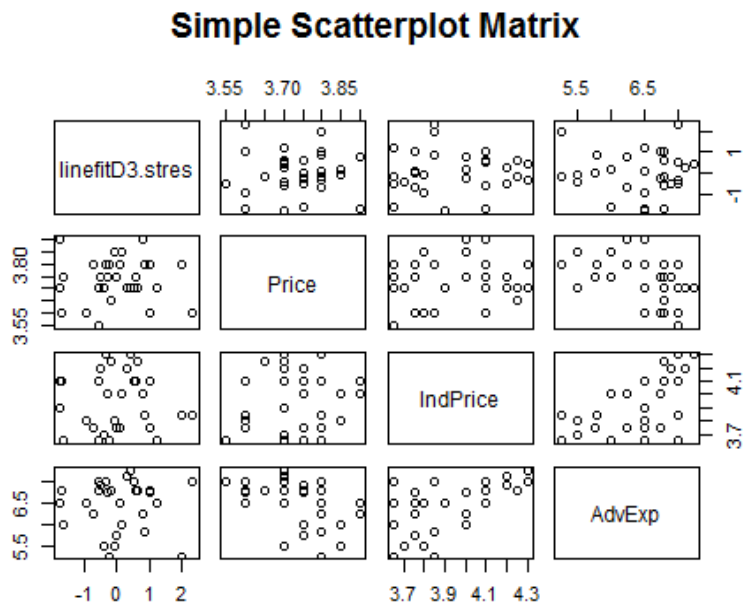 Simple Scatterplot Matrix
3.55 3.70 3.85
5.5 6.5
linefitD3.stres
-1 1
3.55 3.80
Price
IndPrice
3.7 4.1
5.5 6.5
AdvExp
-1 0 1 2
3.7 3.9 4.1 4.3